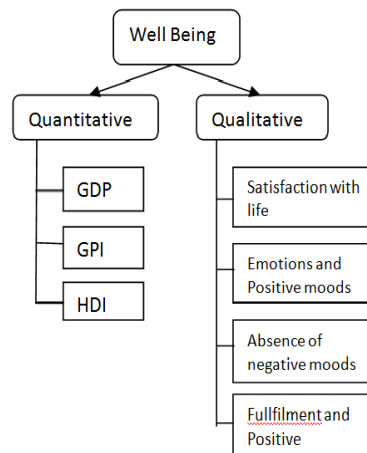 Well Being
Quantitative
GDP
GPI
HDI
Qualitative
Satisfaction with
life
Emotions and
Positive moods
Absence of
negative moods
Fullfilment and
Positive